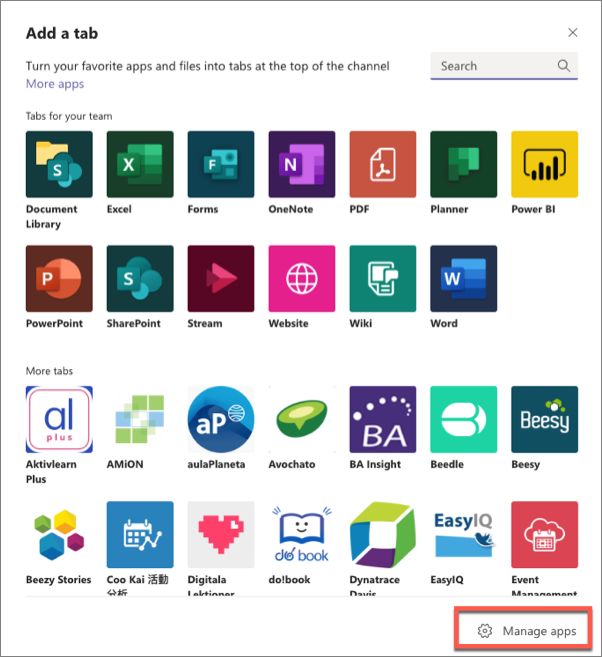 Add a tab
Turn your favorite apps and files into tabs at the top of the channel
Search
More apps
Tabs for your team
S
X
F
N
Document Library
Excel
Forms
OneNote
PDF
Planner
Power BI
P
S
W
PowerPoint
SharePoint
Stream
Website
Wiki
Word
More tabs
al
plus
aP
BA
Beesy
Aktivlearn Plus
AMiON
aulaPlaneta
Avochato
BA Insight
Beedle
Beesy
do! book
EasyIQ
Beezy Stories
Coo Kai 活動分析
Digitala Lektioner
do!book
Dynatrace Davis
EasyIQ
Event Management
Manage apps